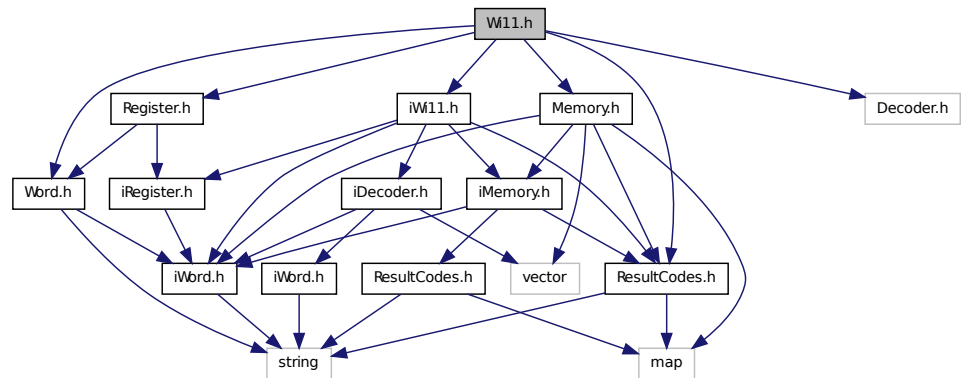 Wi11.h
Register.h
iWi11.h
Memory.h
Decoder.h
Word.h
iRegister.h
iDecoder.h
iMemory.h
iWord.h
iWord.h
ResultCodes.h
vector
ResultCodes.h
string
map